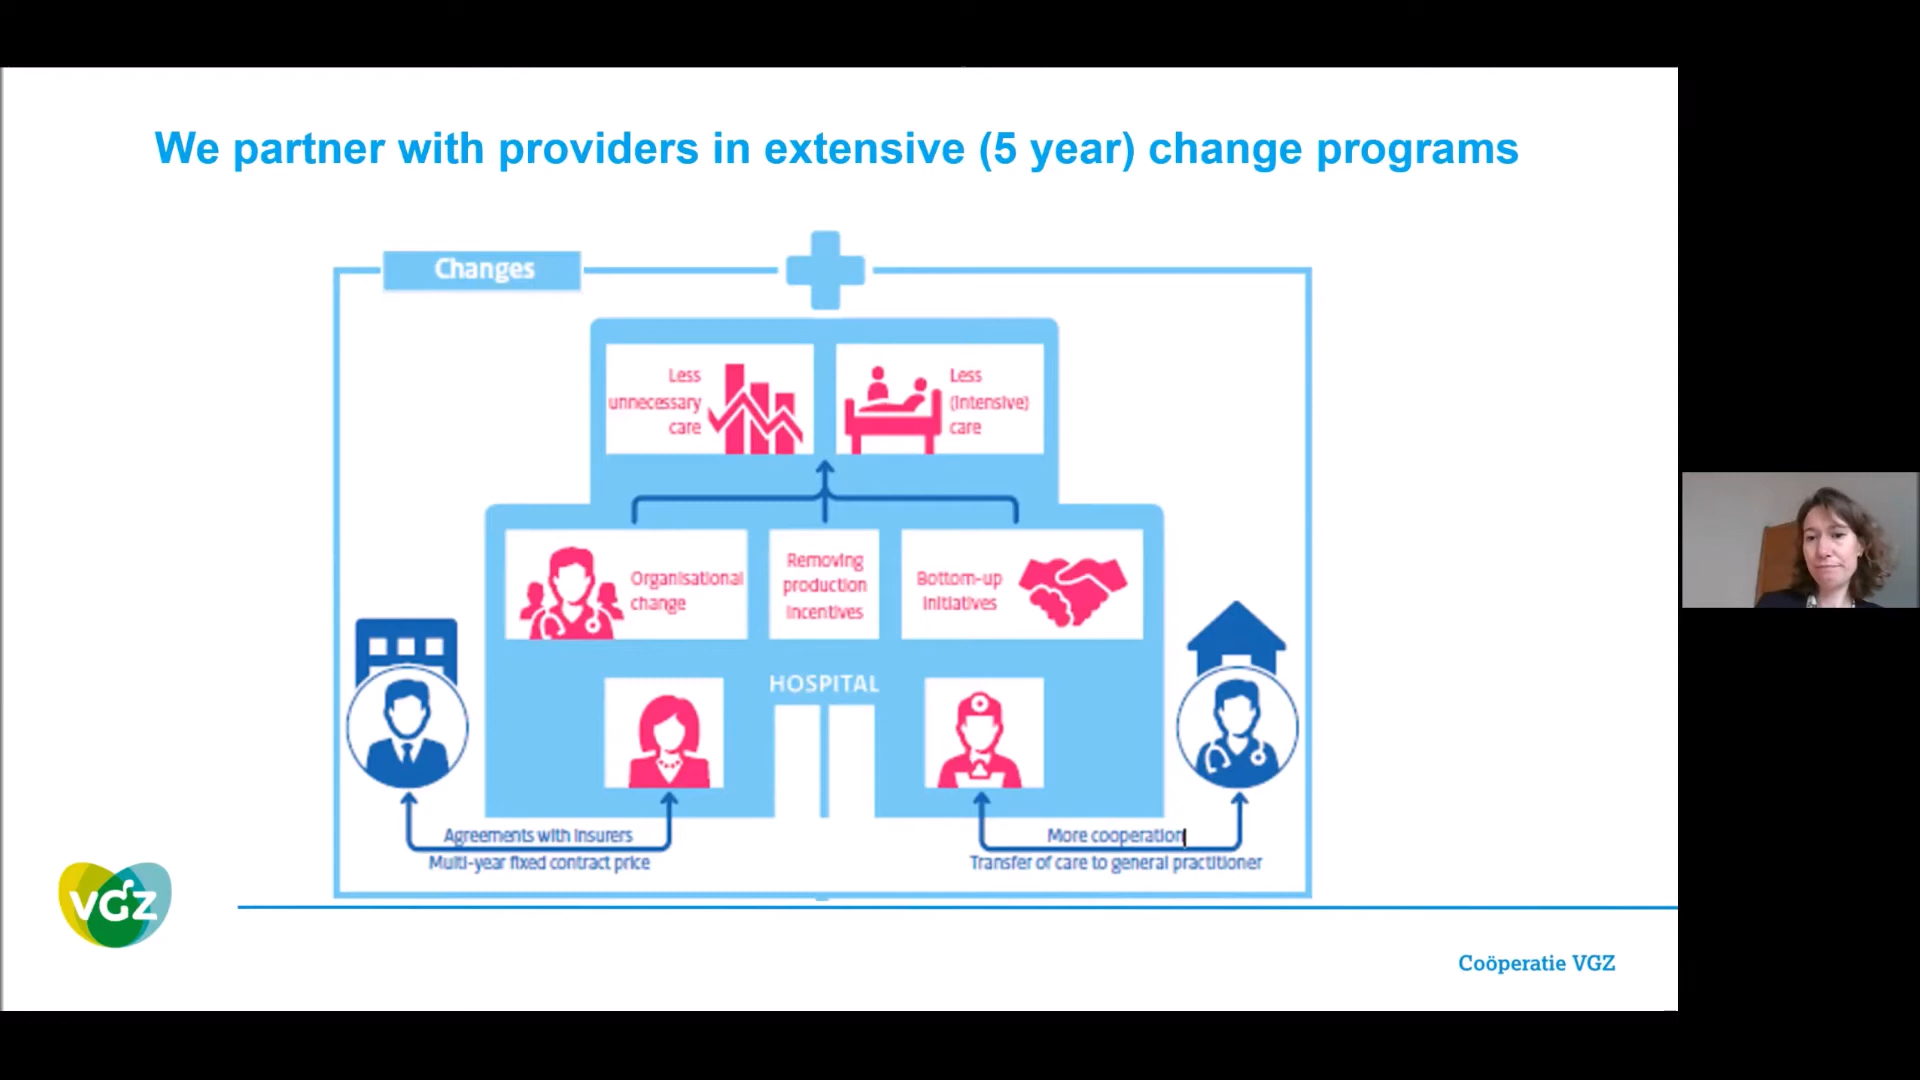 We partner with providers in extensive (5 year) change programs
Changes
Less
unnecessary
care
Less
(intensive)
care
Organisational
change
Removing
production
incentives
Bottom-up
initiatives
HOSPITAL
Agreements with insurers
Multi-year fixed contract price
More cooperation
Transfer of care to general practitioner
VGZ
Coöperatie VGZ